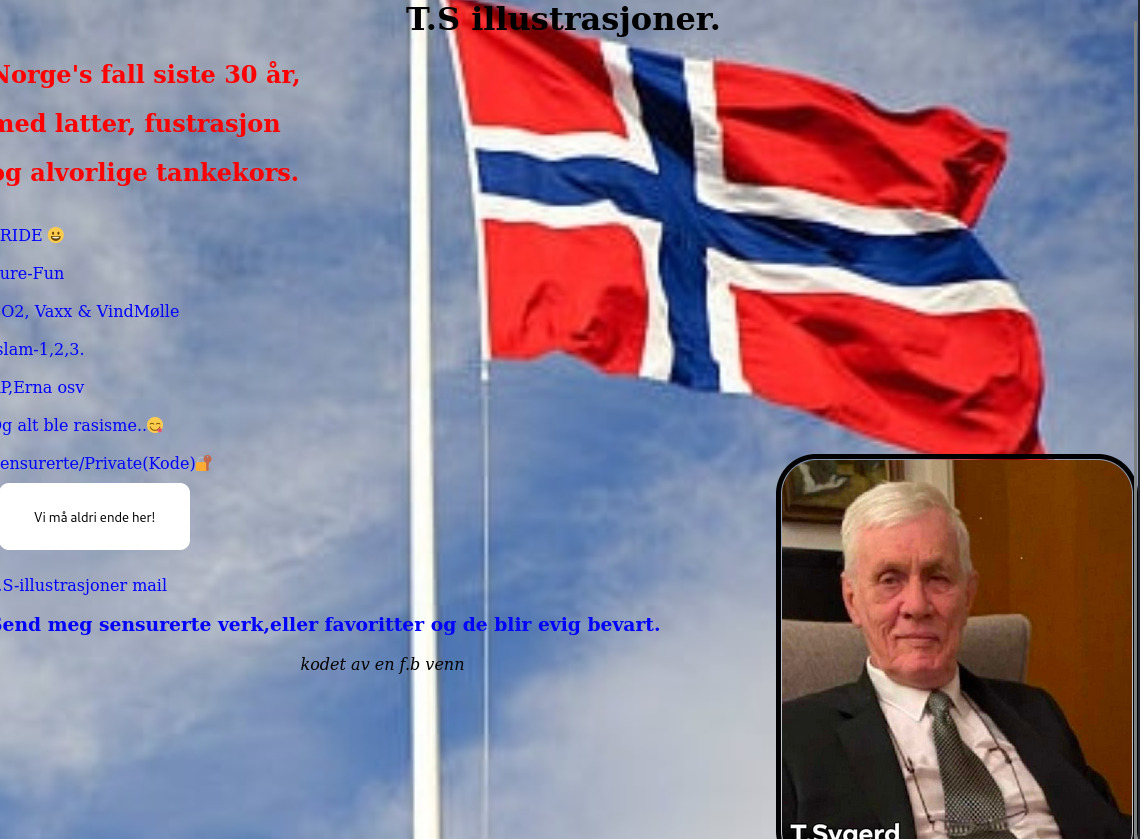 T.S illustrasjoner.
Norge's fall siste 30 år,
med latter, fustrasjon
og alvorlige tankekors.
RIDE
ure-Fun
O2, Vaxx & VindMølle
slam-1,2,3.
P,Erna osv
Og alt ble rasisme..
ensurerte/Private(Kode)
Vi må aldri ende her!
.S-illustrasjoner mail
Send meg sensurerte verk,eller favoritter og de blir evig bevart.
kodet av en f.b venn
T.Sygerd